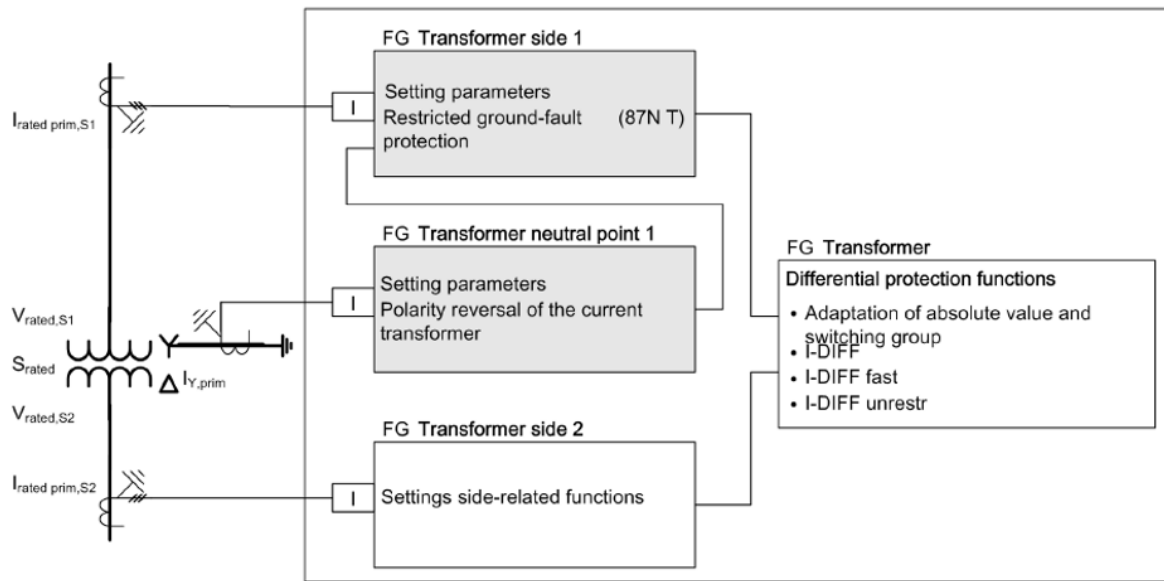 FG Transformer side 1
I
Setting parameters
Restricted ground-fault (87N T)
protection
I rated prim,S1
FG Transformer neutral point 1
I
Setting parameters
Polarity reversal of the current
transformer
FG Transformer
Differential protection functions
• Adaptation of absolute value and
switching group
• I-DIFF
• I-DIFF fast
• I-DIFF unrestr
Vrated,S1
Srated
Y
Δ IY,prim
Vrated,S2
FG Transformer side 2
I
Settings side-related functions
I rated prim,S2